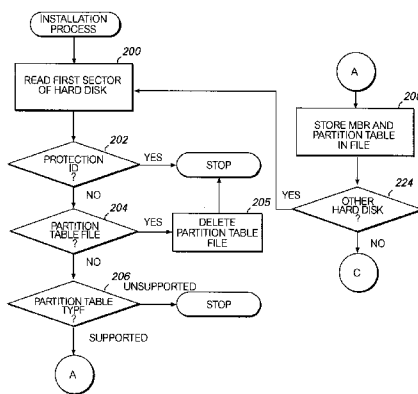 INSTALLATION
PROCESS
200
READ FIRST SECTOR
OF HARD DISK
202
PROTECTION
ID
?
YES
STOP
NO
204
PARTITION
TABLE FILE
?
YES
205
DELETE
PARTITION TABLE
FILE
NO
206
PARTITION TABLE
TYPE
?
UNSUPPORTED
STOP
SUPPORTED
A
A
STORE MBR AND
PARTITION TABLE
IN FILE
224
OTHER
HARD DISK
?
YES
NO
C